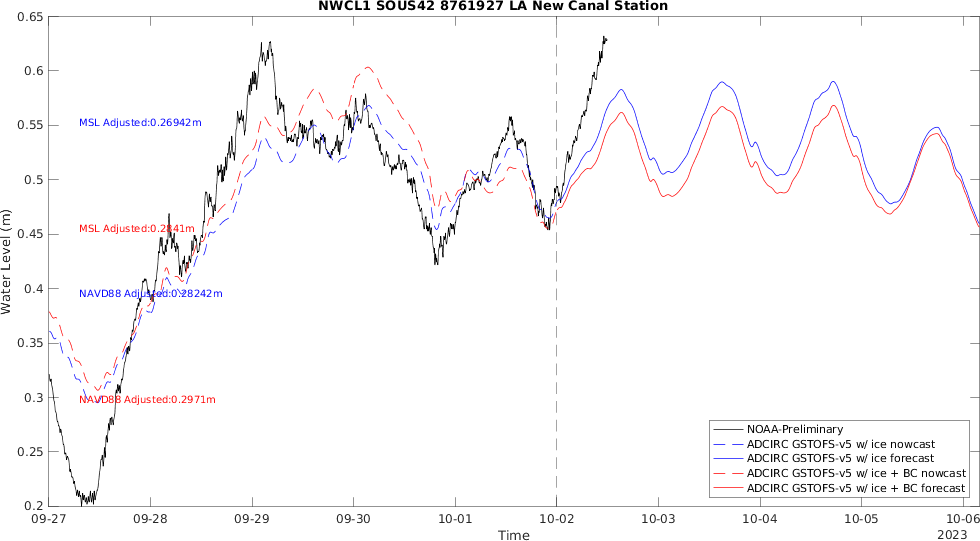 NWCL1 SOUS42 8761927 LA New Canal Station
Water Level (m)
0.65
0.6
0.55
0.5
0.45
0.4
0.35
0.3
0.25
0.2
MSL Adjusted:0.26942m
MSL Adjusted:0.2841m
NAVD88 Adjusted:0.28242m
NAVD88 Adjusted:0.2971m
NOAA-Preliminary
ADCIRC GSTOFS-v5 w/ ice nowcast
ADCIRC GSTOFS-v5 w/ ice forecast
ADCIRC GSTOFS-v5 w/ ice + BC nowcast
ADCIRC GSTOFS-v5 w/ ice + BC forecast
09-27 09-28 09-29 09-30 10-01 10-02 10-03 10-04 10-05 10-06
Time
2023